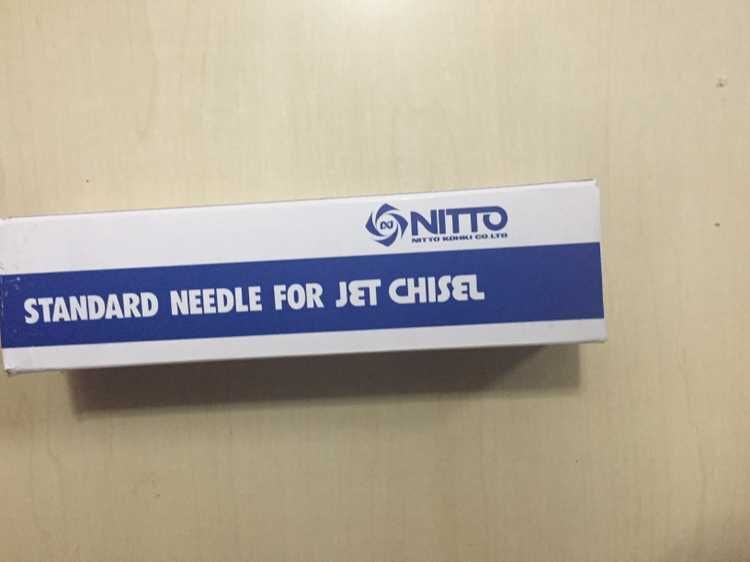 NITTO
NITTO KOHKI CO.LTD
STANDARD NEEDLE FOR JET CHISEL